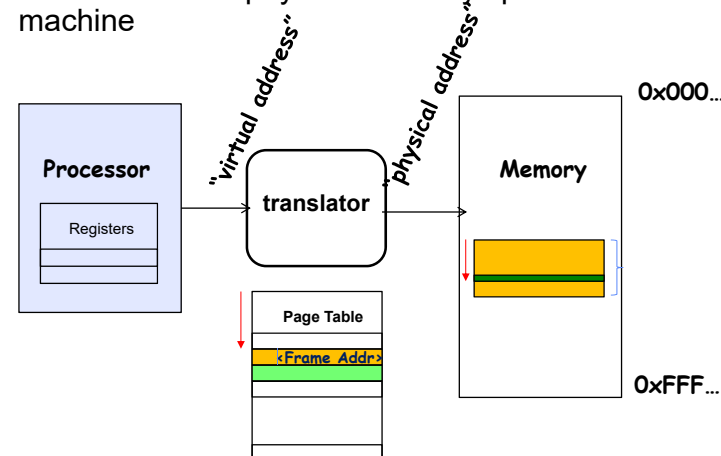 machine
"virtual address"
"physical address"
0x000...
Processor
Registers
translator
Memory
Page Table
<Frame Addr>
0xFFF...